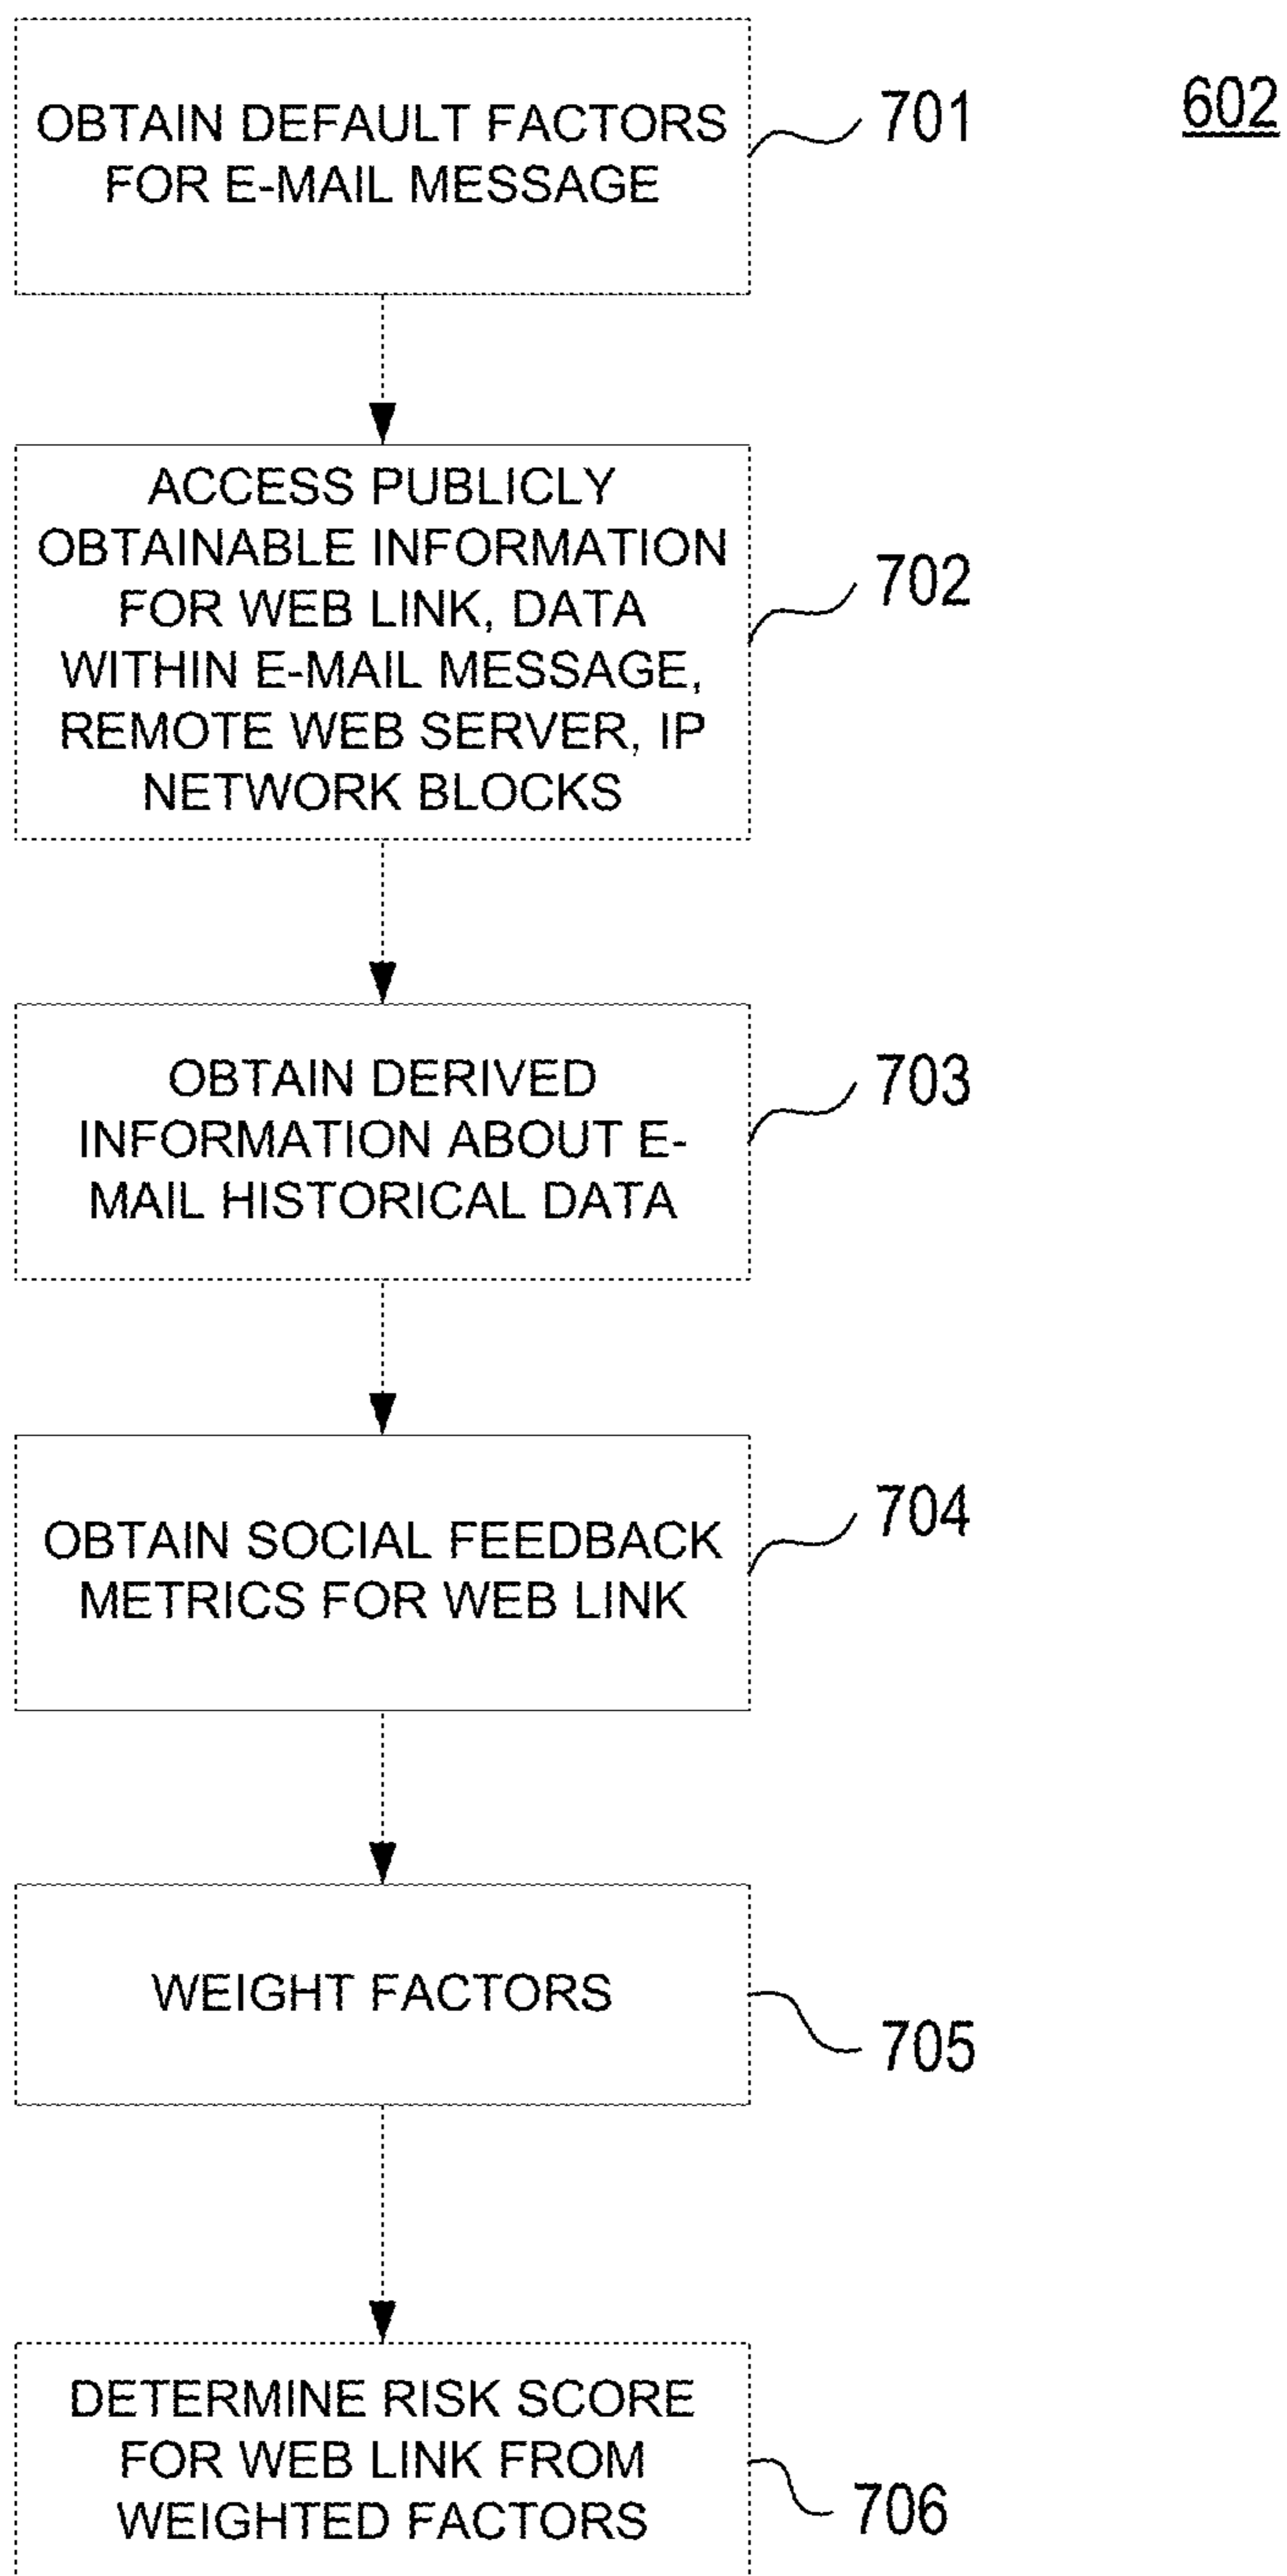 602
OBTAIN DEFAULT FACTORS
FOR E-MAIL MESSAGE
701
ACCESS PUBLICLY
OBTAINABLE INFORMATION
FOR WEB LINK, DATA
WITHIN E-MAIL MESSAGE,
REMOTE WEB SERVER, IP
NETWORK BLOCKS
702
OBTAIN DERIVED
INFORMATION ABOUT E-
MAIL HISTORICAL DATA
703
OBTAIN SOCIAL FEEDBACK
METRICS FOR WEB LINK
704
WEIGHT FACTORS
705
DETERMINE RISK SCORE
FOR WEB LINK FROM
WEIGHTED FACTORS
706